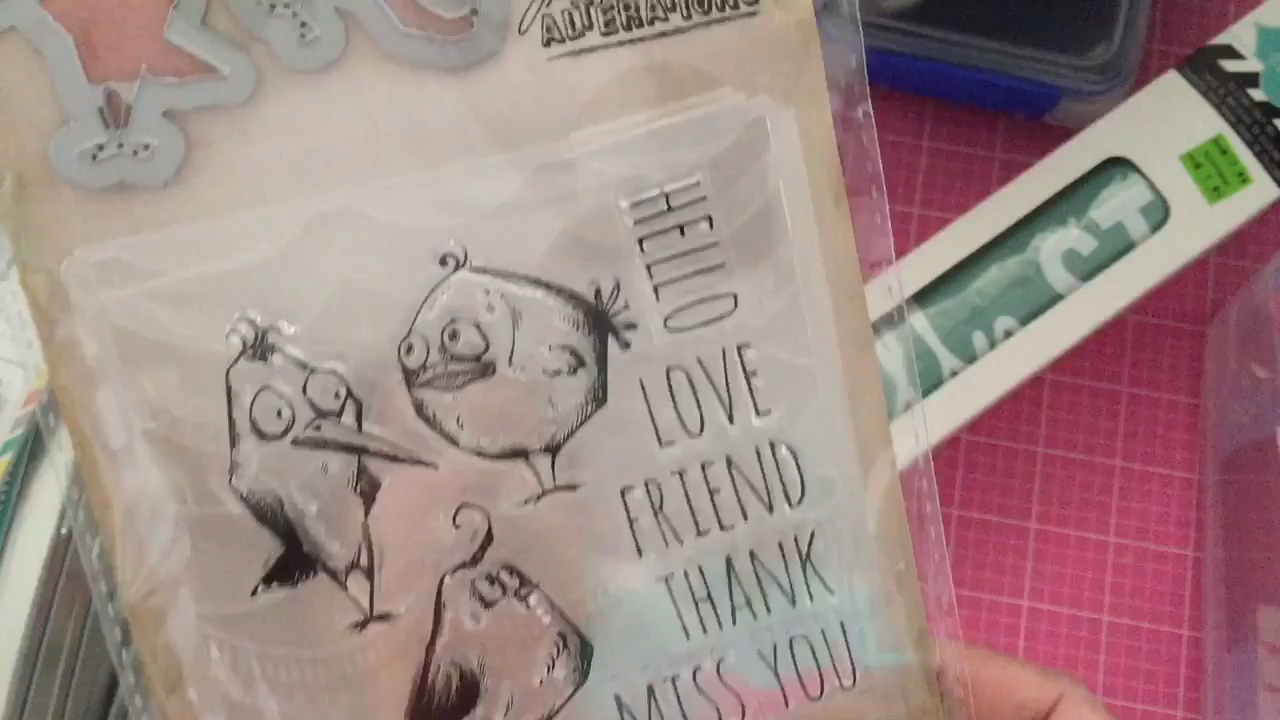 ALTERATIONS
HELLO
LOVE
FRIEND
THANK
MISS YOU